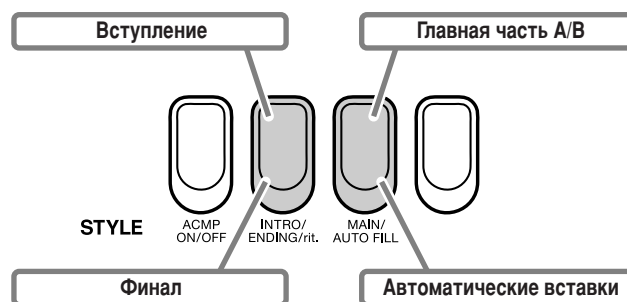 Вступление
Главная часть A/B
STYLE
ACMP
ON/OFF
INTRO/
ENDING/rit.
MAIN/
AUTO FILL
Финал
Автоматические вставки